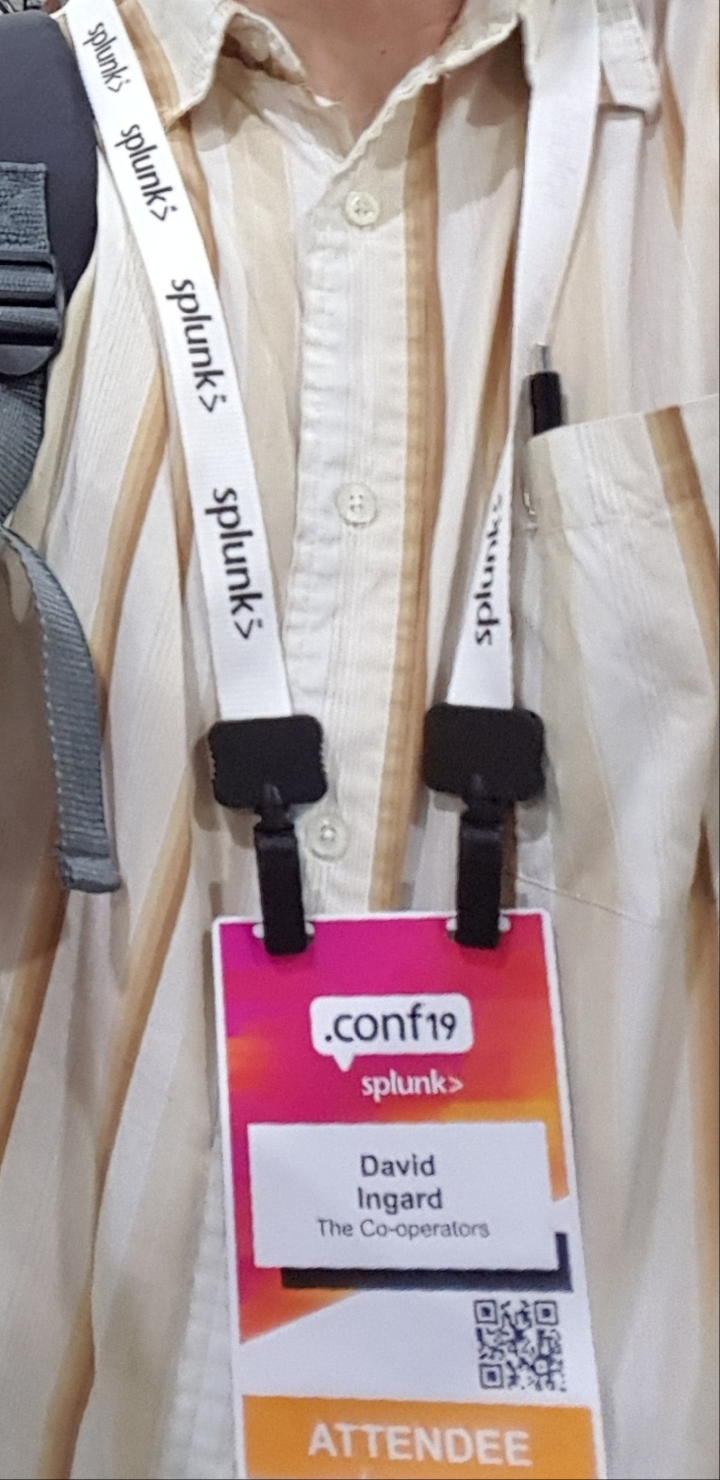 splunk>
splunk>
splunk>
splunk>
splunk>
.conf19
splunk>
David
Ingard
The Co-operators
ATTENDEE